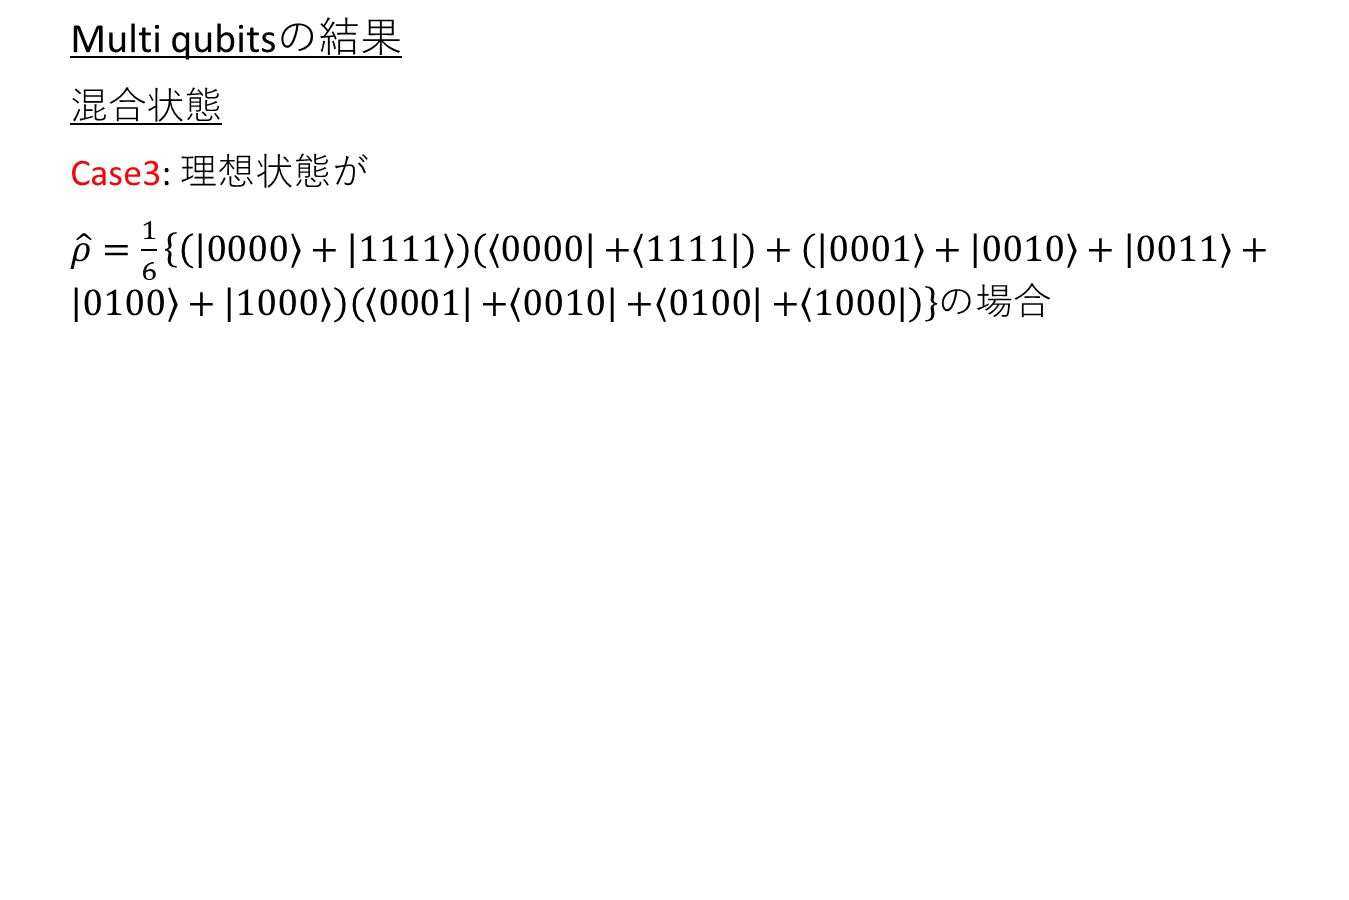 Multi qubitsの結果
混合状態
Case3: 理想状態が
ρ̂ = 1/6 {(|0000⟩ + |1111⟩)(⟨0000| +⟨1111|) + (|0001⟩ + |0010⟩ + |0011⟩ +
|0100⟩ + |1000⟩)(⟨0001| +⟨0010| +⟨0100| +⟨1000|)}の場合